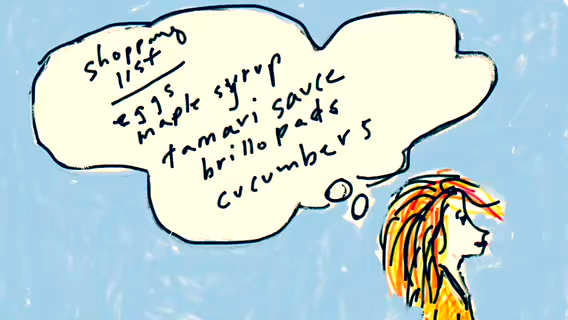 shopping
list
eggs
maple syrup
tamari sauce
brillo pads
cucumbers